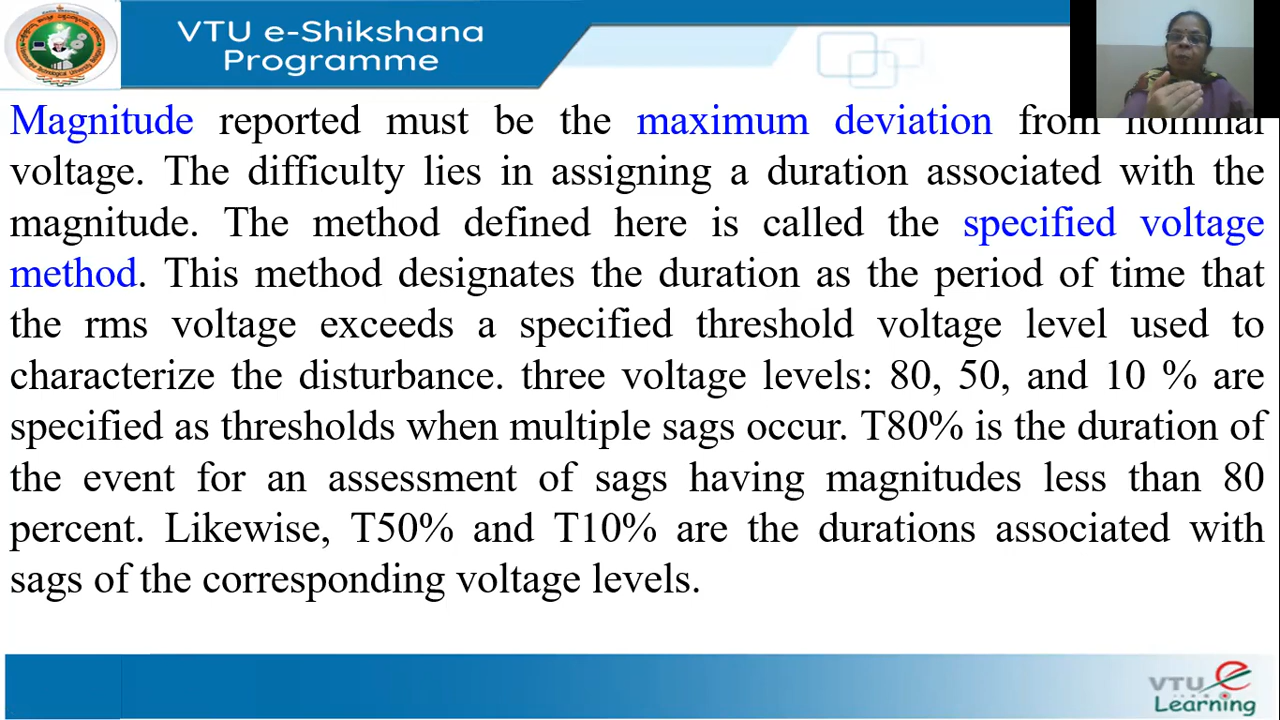 VTU e-Shikshana
Programme
Magnitude reported must be the maximum deviation from nominal
voltage. The difficulty lies in assigning a duration associated with the
magnitude. The method defined here is called the specified voltage
method. This method designates the duration as the period of time that
the rms voltage exceeds a specified threshold voltage level used to
characterize the disturbance. three voltage levels: 80, 50, and 10 % are
specified as thresholds when multiple sags occur. T80% is the duration of
the event for an assessment of sags having magnitudes less than 80
percent. Likewise, T50% and T10% are the durations associated with
sags of the corresponding voltage levels.
VTU e
Learning